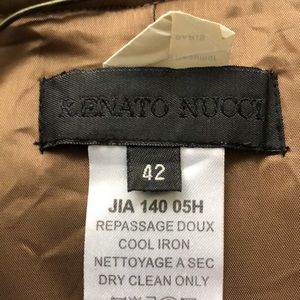 RENATO NUCCI
42
JIA 140 05H
REPASSAGE DOUX
COOL IRON
NETTOYAGE A SEC
DRY CLEAN ONLY